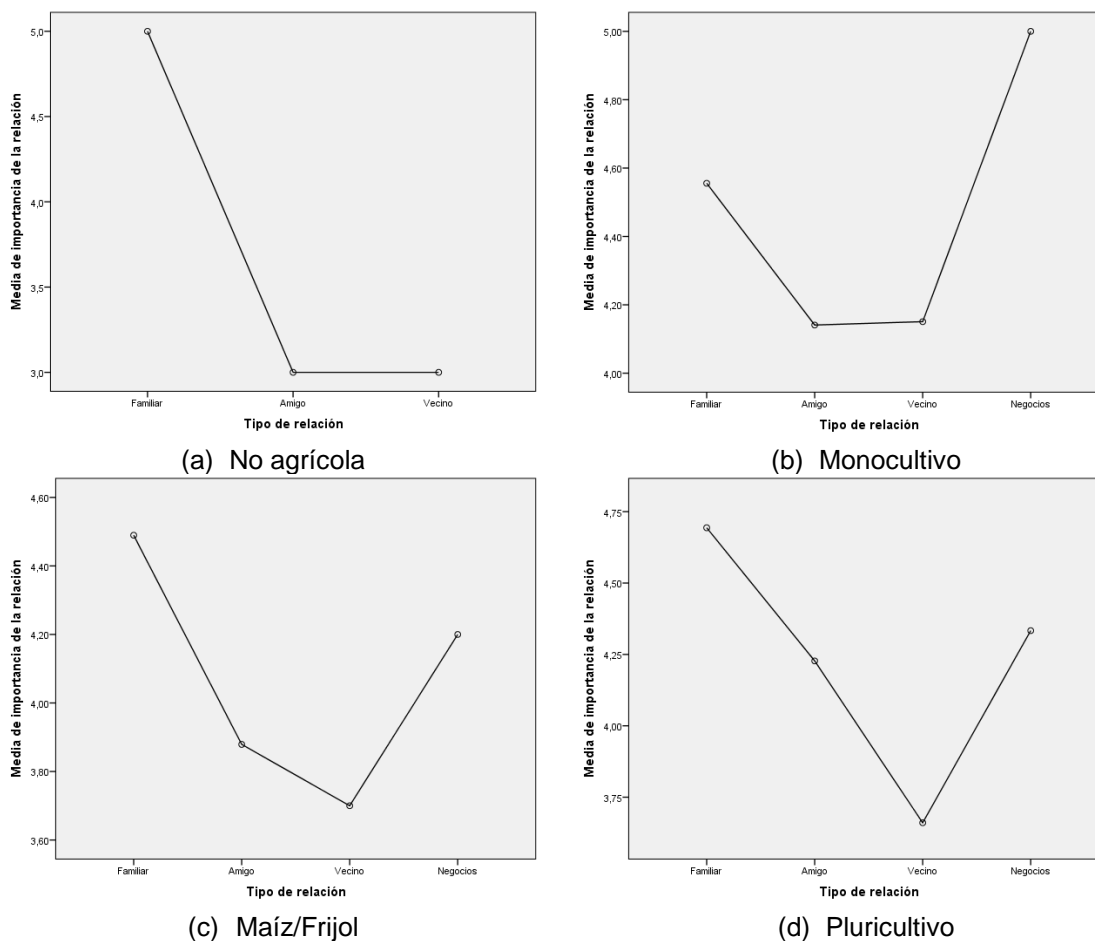 Media de importancia de la relación
5,0
4,5
4,0
3,5
3,0
Familiar Amigo Vecino
Tipo de relación
(a) No agrícola
Media de importancia de la relación
5,00
4,80
4,60
4,40
4,20
4,00
Familiar Amigo Vecino Negocios
Tipo de relación
(b) Monocultivo
Media de importancia de la relación
4,60
4,40
4,20
4,00
3,80
3,60
Familiar Amigo Vecino Negocios
Tipo de relación
(c) Maíz/Frijol
Media de importancia de la relación
4,75
4,50
4,25
4,00
3,75
Familiar Amigo Vecino Negocios
Tipo de relación
(d) Pluricultivo